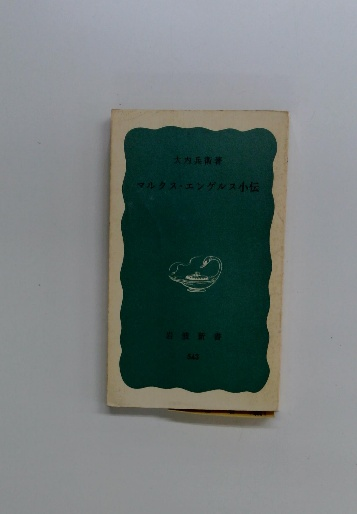 大内兵衛著
マルクス・エンゲルス小伝
岩波新書